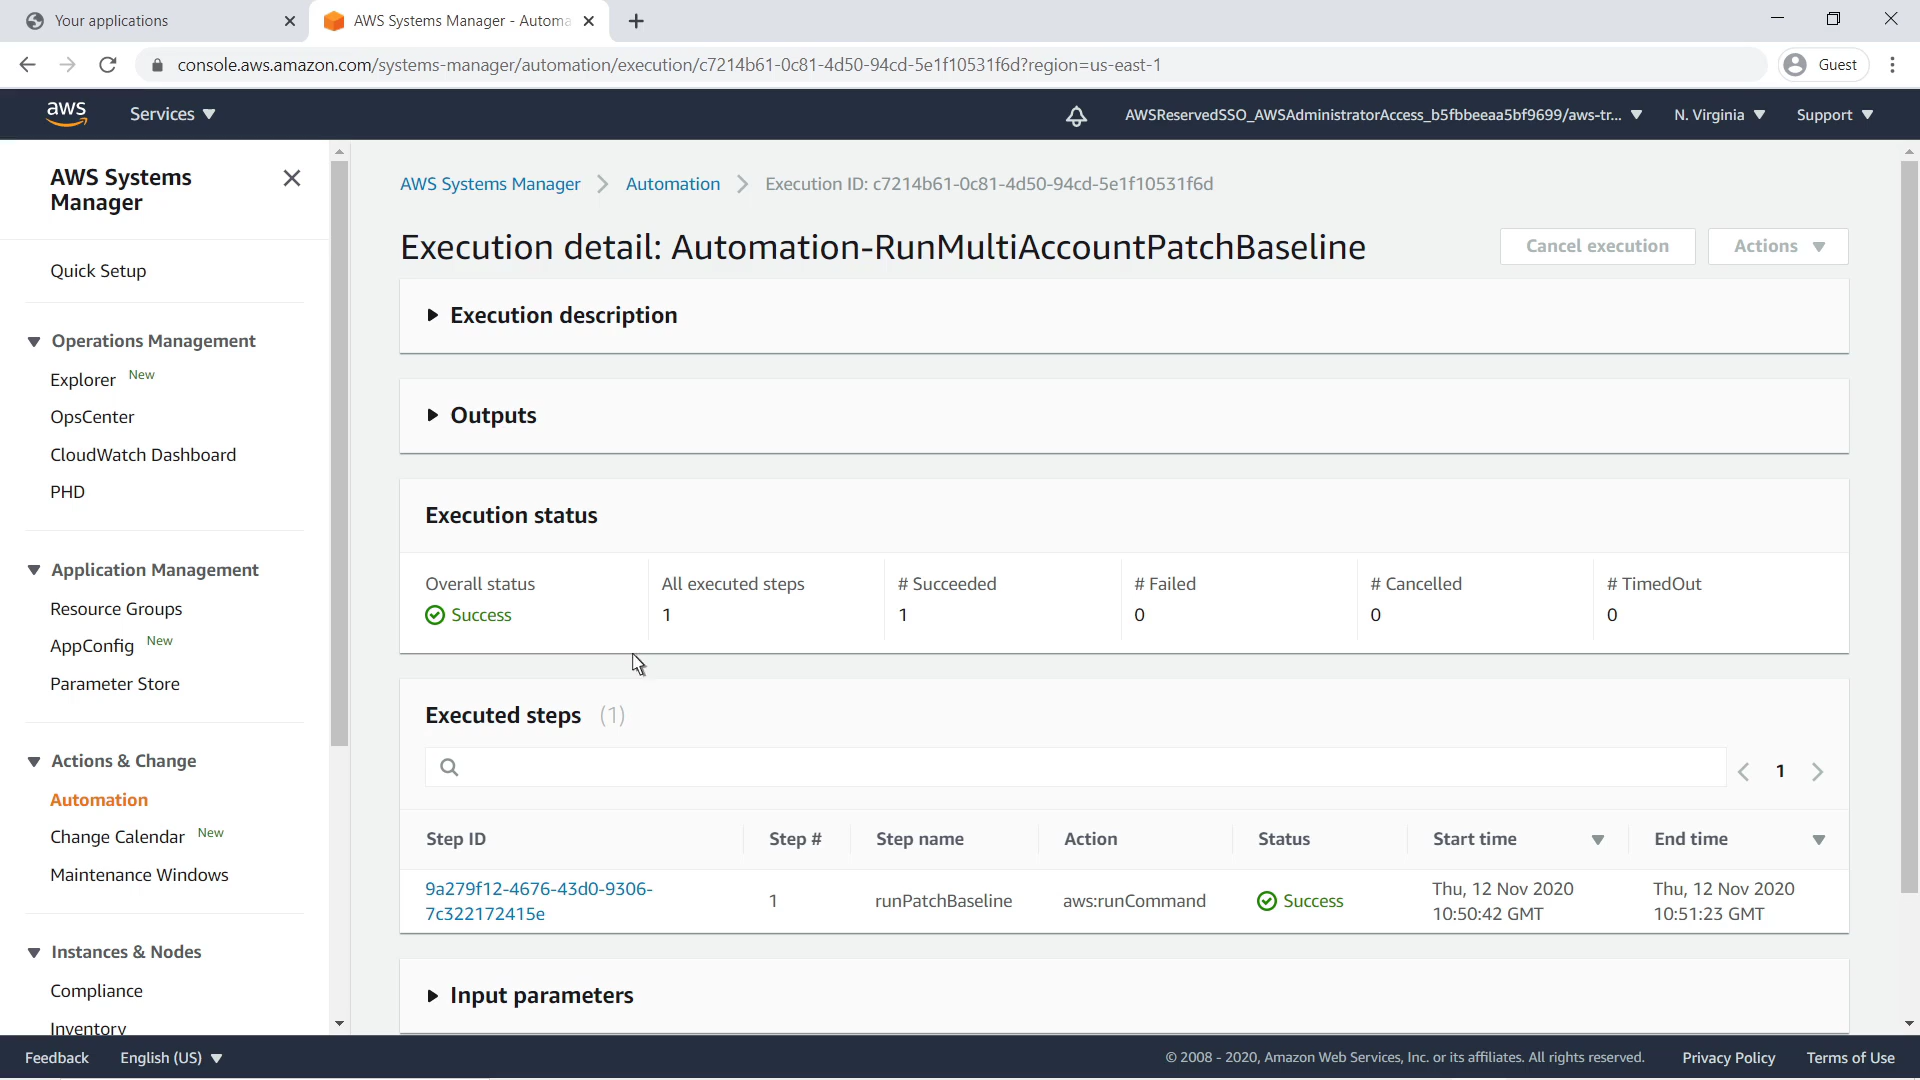 Your applications
AWS Systems Manager - Automa
console.aws.amazon.com/systems-manager/automation/execution/c7214b61-0c81-4d50-94cd-5e1f10531f6d?region=us-east-1
Guest
aws
Services
AWSReservedSSO_AWSAdministratorAccess_b5fbbeeaa5bf9699/aws-tr...
N. Virginia
Support
AWS Systems
Manager
Quick Setup
Operations Management
Explorer New
OpsCenter
CloudWatch Dashboard
PHD
Application Management
Resource Groups
AppConfig New
Parameter Store
Actions & Change
Automation
Change Calendar New
Maintenance Windows
Instances & Nodes
Compliance
Inventory
AWS Systems Manager
Automation
Execution ID: c7214b61-0c81-4d50-94cd-5e1f10531f6d
Execution detail: Automation-RunMultiAccountPatchBaseline
Cancel execution
Actions
Execution description
Outputs
Execution status
Overall status
Success
All executed steps
1
# Succeeded
1
# Failed
0
# Cancelled
0
# TimedOut
0
Executed steps (1)
1
Step ID
Step #
Step name
Action
Status
Start time
End time
9a279f12-4676-43d0-9306-
7c322172415e
1
runPatchBaseline
aws:runCommand
Success
Thu, 12 Nov 2020
10:50:42 GMT
Thu, 12 Nov 2020
10:51:23 GMT
Input parameters
Feedback
English (US)
© 2008 - 2020, Amazon Web Services, Inc. or its affiliates. All rights reserved.
Privacy Policy
Terms of Use